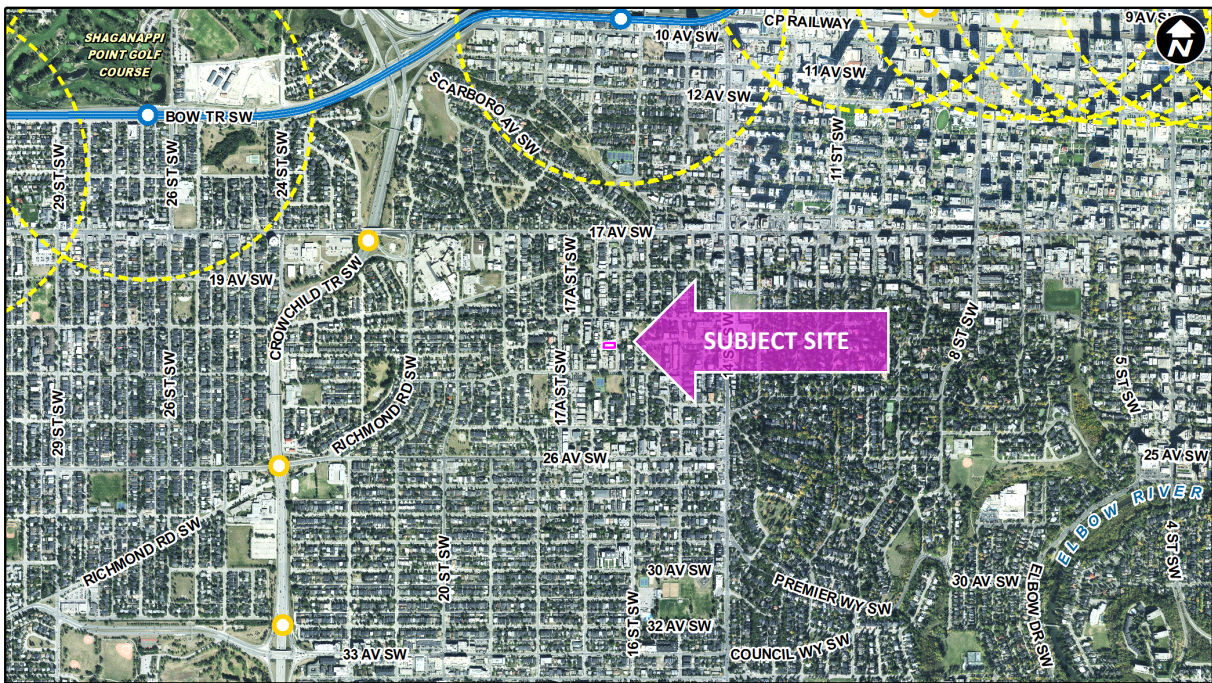 CP RAILWAY
9 AV SW
10 AV SW
N
SHAGANAPPI
POINT GOLF
COURSE
11 AV SW
SCARBORO AV SW
12 AV SW
BOW TR SW
29 ST SW
26 ST SW
24 ST SW
11 ST SW
17 AV SW
19 AV SW
CROWCHILD TR SW
17A ST SW
SUBJECT SITE
8 ST SW
26 ST SW
29 ST SW
RICHMOND RD SW
17A ST SW
5 ST SW
26 AV SW
25 AV SW
ELBOW RIVER
RICHMOND RD SW
20 ST SW
30 AV SW
PREMIER WY SW
30 AV SW
ELBOW DR SW
4 ST SW
16 ST SW
32 AV SW
33 AV SW
COUNCIL WY SW